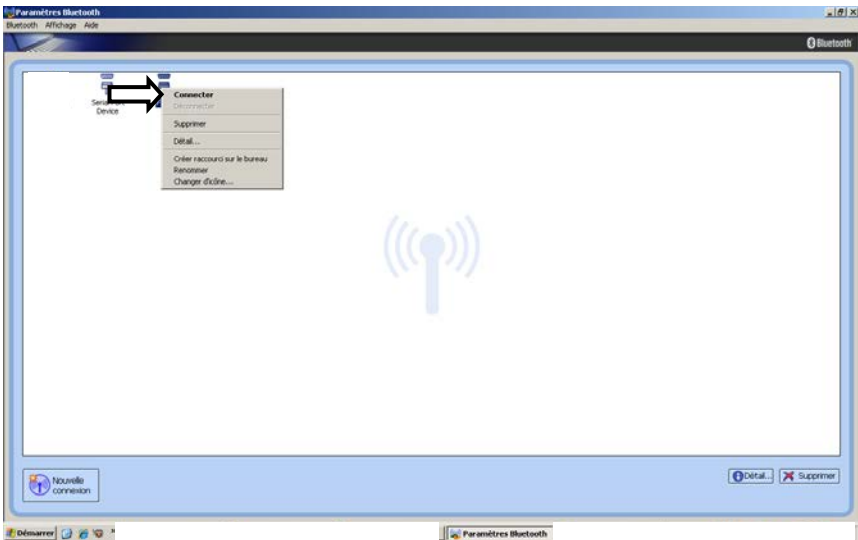 Paramètres Bluetooth
Bluetooth Affichage Aide
Bluetooth
Device
Connecter
Déconnecter
Supprimer
Détail...
Créer raccourci sur le bureau
Renommer
Changer d'icône...
Nouvelle
connexion
Détail...
Supprimer
Démarrer
Paramètres Bluetooth